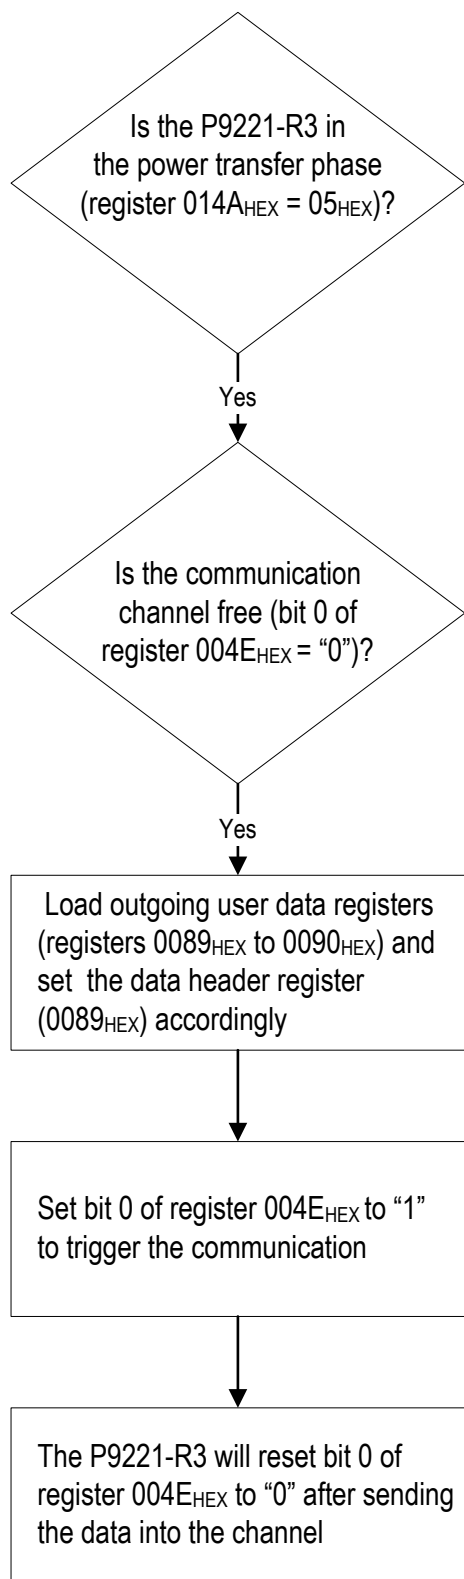 Is the P9221-R3 in
the power transfer phase
(register 014AHEX = 05HEX)?
Yes
Is the communication
channel free (bit 0 of
register 004EHEX = “0”)?
Yes
Load outgoing user data registers
(registers 0089HEX to 0090HEX) and
set the data header register
(0089HEX) accordingly
Set bit 0 of register 004EHEX to “1”
to trigger the communication
The P9221-R3 will reset bit 0 of
register 004EHEX to “0” after sending
the data into the channel